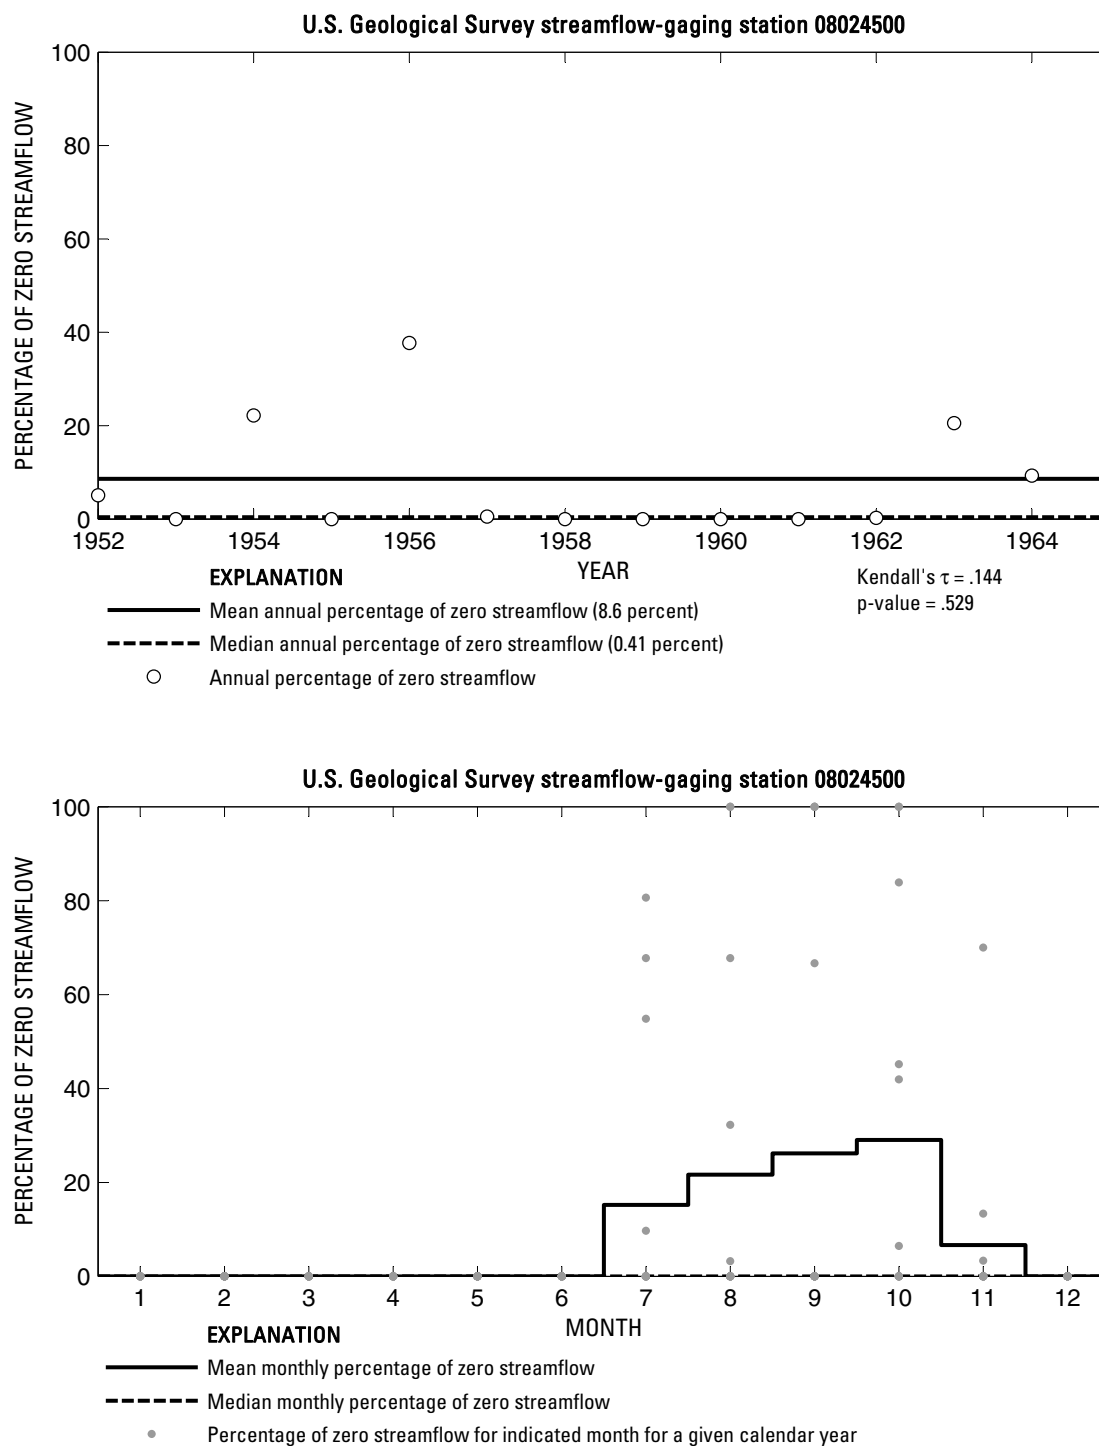 U.S. Geological Survey streamflow-gaging station 08024500
PERCENTAGE OF ZERO STREAMFLOW
100
80
60
40
20
0
1952 1954 1956 1958 1960 1962 1964
YEAR
Kendall's τ = .144
p-value = .529
EXPLANATION
Mean annual percentage of zero streamflow (8.6 percent)
Median annual percentage of zero streamflow (0.41 percent)
Annual percentage of zero streamflow
U.S. Geological Survey streamflow-gaging station 08024500
PERCENTAGE OF ZERO STREAMFLOW
100
80
60
40
20
0
1 2 3 4 5 6 7 8 9 10 11 12
MONTH
EXPLANATION
Mean monthly percentage of zero streamflow
Median monthly percentage of zero streamflow
Percentage of zero streamflow for indicated month for a given calendar year